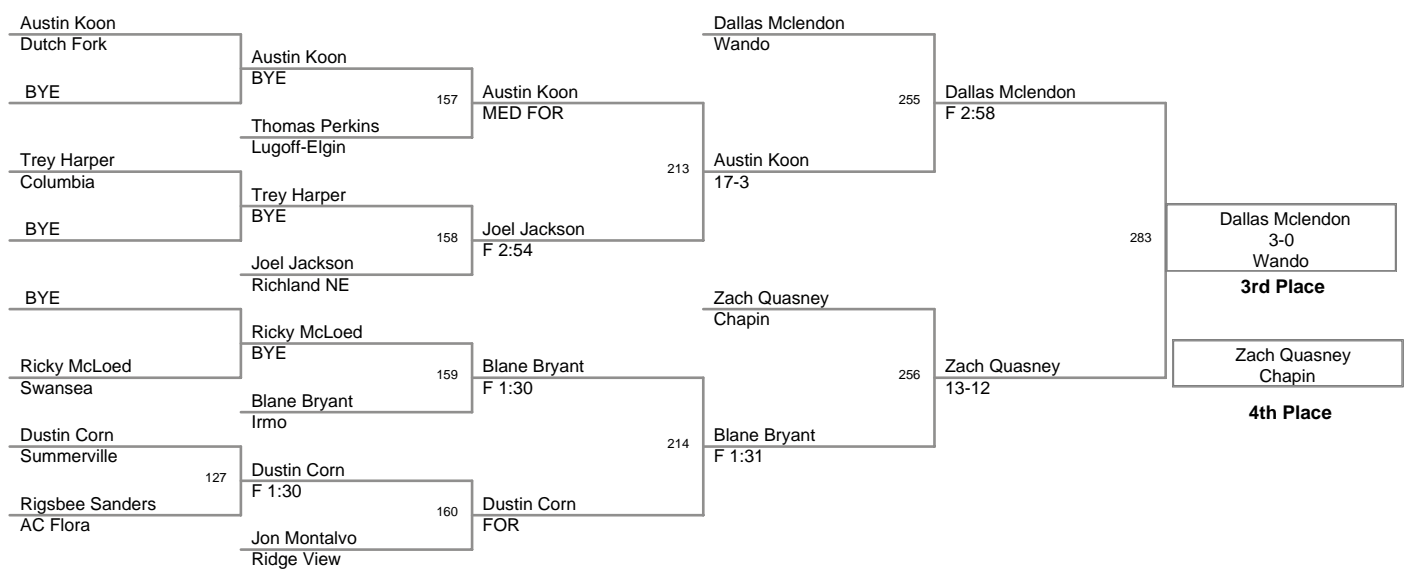 Austin Koon
Dutch Fork
BYE
Trey Harper
Columbia
BYE
BYE
Ricky McLoed
Swansea
Dustin Corn
Summerville
127
Rigsbee Sanders
AC Flora
Austin Koon
BYE
157
Thomas Perkins
Lugoff-Elgin
Trey Harper
BYE
158
Joel Jackson
Richland NE
Ricky McLoed
BYE
159
Blane Bryant
Irmo
Dustin Corn
F 1:30
160
Jon Montalvo
Ridge View
Austin Koon
MED FOR
213
Joel Jackson
F 2:54
Blane Bryant
F 1:30
214
Dustin Corn
FOR
Dallas Mclendon
Wando
255
Austin Koon
17-3
Zach Quasney
Chapin
256
Blane Bryant
F 1:31
Dallas Mclendon
F 2:58
283
Zach Quasney
13-12
Dallas Mclendon
3-0
Wando
3rd Place
Zach Quasney
Chapin
4th Place